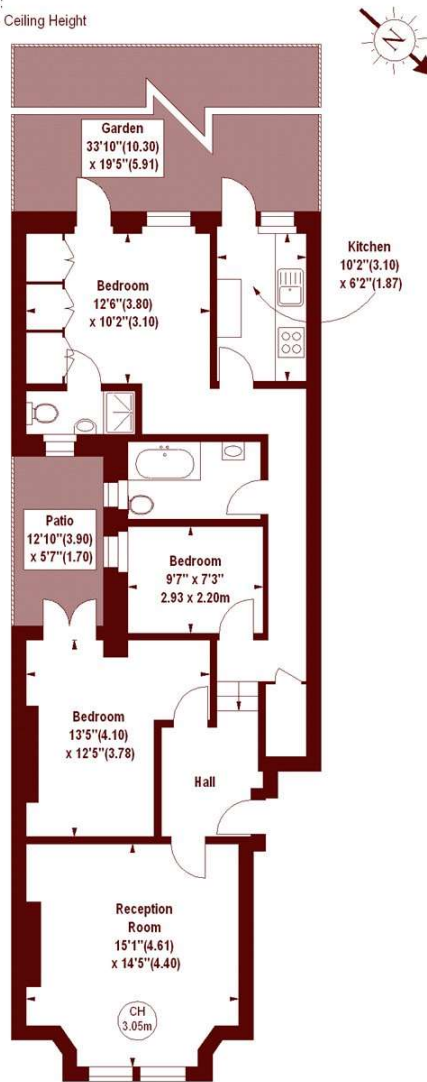 :
Ceiling Height
N
Garden
33'10"(10.30)
x 19'5"(5.91)
Kitchen
10'2"(3.10)
x 6'2"(1.87)
Bedroom
12'6"(3.80)
x 10'2"(3.10)
Patio
12'10"(3.90)
x 5'7"(1.70)
Bedroom
9'7" x 7'3"
2.93 x 2.20m
Bedroom
13'5"(4.10)
x 12'5"(3.78)
Hall
Reception
Room
15'1"(4.61)
x 14'5"(4.40)
CH
3.05m